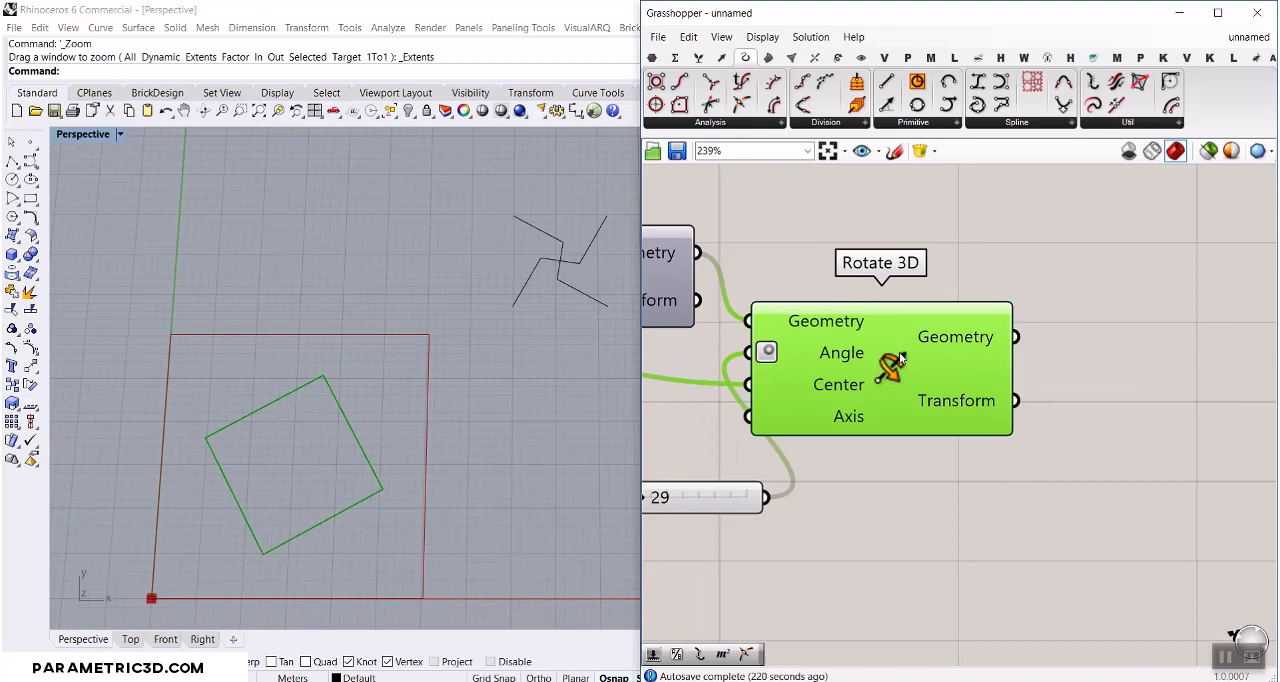 Rhinoceros 6 Commercial - [Perspective]
File Edit View Curve Surface Solid Mesh Dimension Transform Tools Analyze Render Panels Paneling Tools VisualARQ
Command: '_Zoom
Drag a window to zoom ( All Dynamic Extents Factor In Out Selected Target 1To1 ): _Extents
Command:
Standard CPlanes BrickDesign Set View Display Select Viewport Layout Visibility Transform Curve Tools
Perspective
y
z
x
Perspective Top Front Right
Tan Quad Knot Vertex Project Disable
PARAMETRIC3D.COM
Meters Default Grid Snap Ortho Planar Osnap
Grasshopper - unnamed
File Edit View Display Solution Help unnamed
V P M L H W H M P K V K L
Analysis Division Primitive Spline Util
239%
Rotate 3D
Geometry
Angle
Center
Axis
Geometry
Transform
29
m²
Autosave complete (220 seconds ago) 1.0.0007